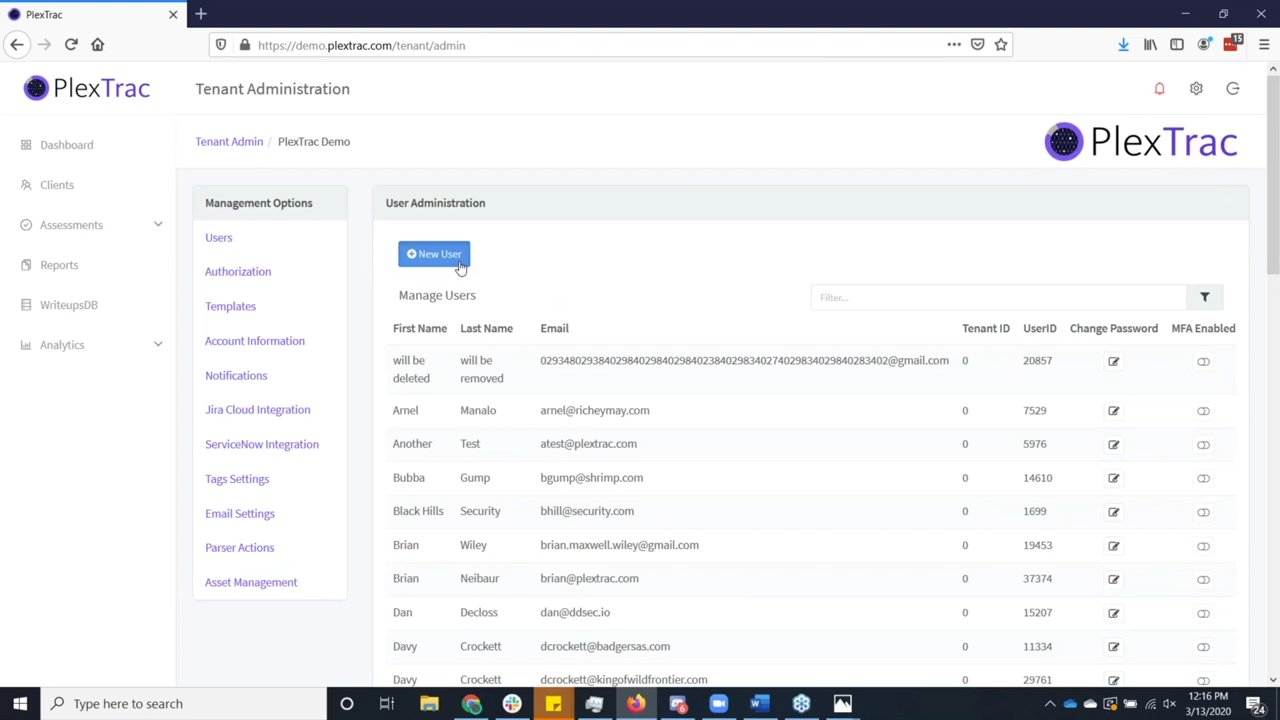 PlexTrac
https://demo.plextrac.com/tenant/admin
15
PlexTrac
Tenant Administration
Dashboard
Clients
Assessments
Reports
WriteupsDB
Analytics
Tenant Admin / PlexTrac Demo
PlexTrac
Management Options
Users
Authorization
Templates
Account Information
Notifications
Jira Cloud Integration
ServiceNow Integration
Tags Settings
Email Settings
Parser Actions
Asset Management
User Administration
New User
Manage Users
Filter...
First Name Last Name Email Tenant ID UserID Change Password MFA Enabled
will be deleted will be removed 0293480293840298402984029840238402983402740298340298402834​02@gmail.com 0 20857
Arnel Manalo arnel@richeymay.com 0 7529
Another Test atest@plextrac.com 0 5976
Bubba Gump bgump@shrimp.com 0 14610
Black Hills Security bhill@security.com 0 1699
Brian Wiley brian.maxwell.wiley@gmail.com 0 19453
Brian Neibaur brian@plextrac.com 0 37374
Dan Decloss dan@ddsec.io 0 15207
Davy Crockett dcrockett@badgersas.com 0 11334
Davy Crockett dcrockett@kingofwildfrontier.com 0 29761
Type here to search
12:16 PM
3/13/2020
24